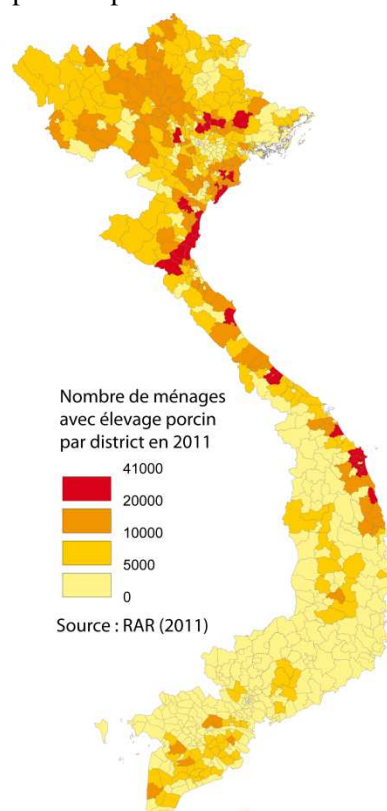 Nombre de ménages
avec élevage porcin
par district en 2011
41000
20000
10000
5000
0
Source : RAR (2011)